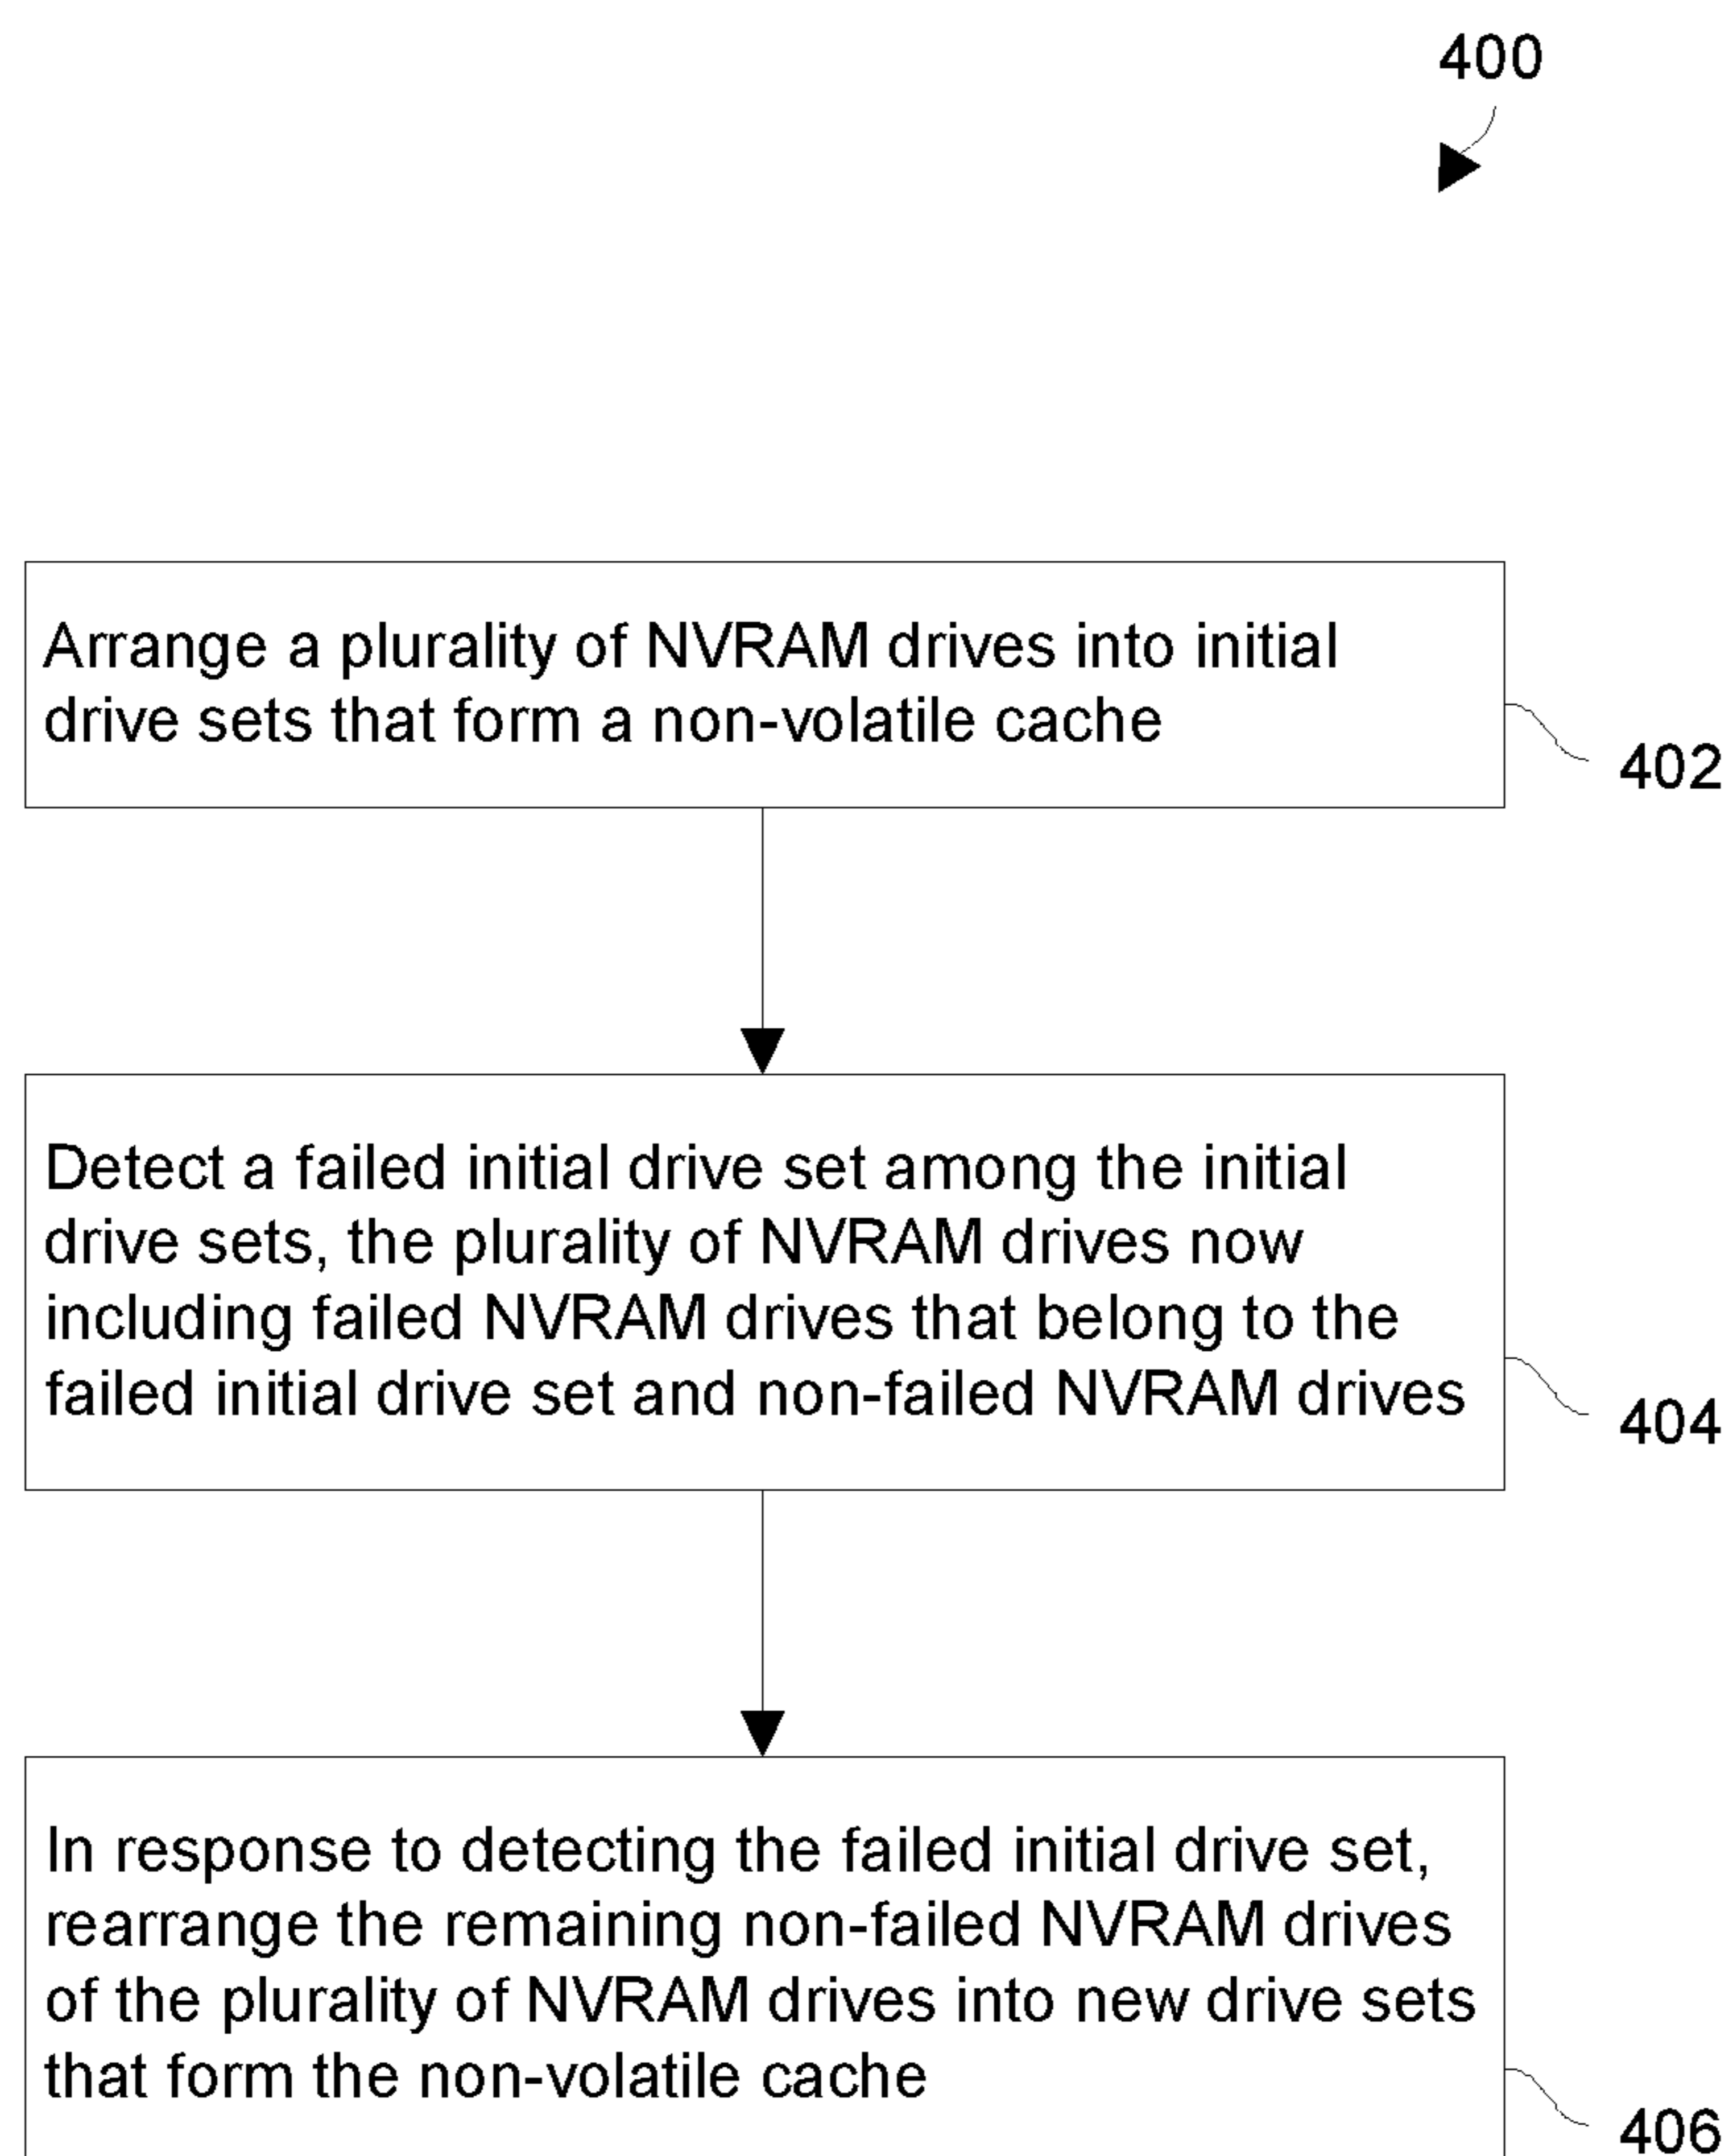 400
Arrange a plurality of NVRAM drives into initial
drive sets that form a non-volatile cache
402
Detect a failed initial drive set among the initial
drive sets, the plurality of NVRAM drives now
including failed NVRAM drives that belong to the
failed initial drive set and non-failed NVRAM drives
404
In response to detecting the failed initial drive set,
rearrange the remaining non-failed NVRAM drives
of the plurality of NVRAM drives into new drive sets
that form the non-volatile cache
406